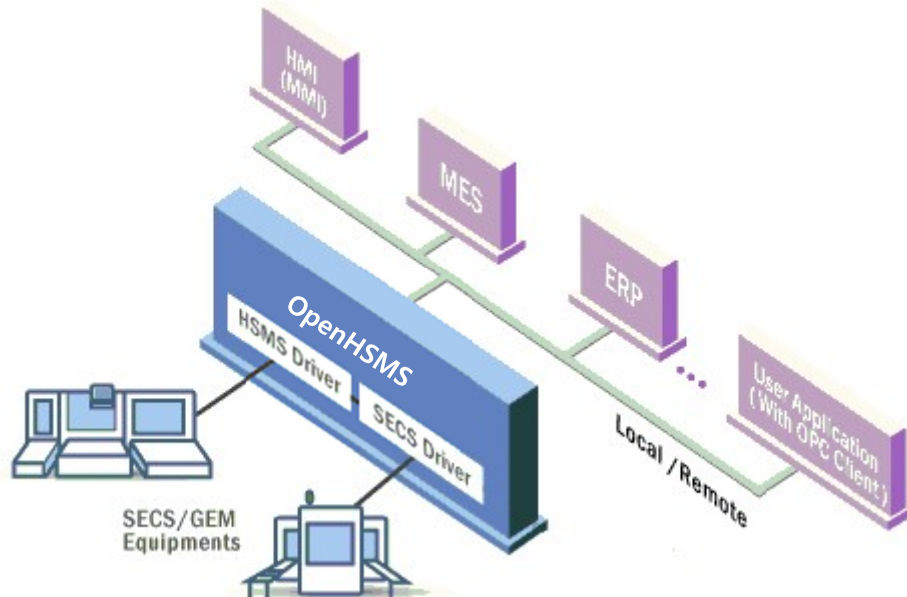 HMI
(MMI)
MES
ERP
User Application
(With OPC Client)
OpenHSMS
HSMS Driver
SECS Driver
Local / Remote
SECS/GEM
Equipments